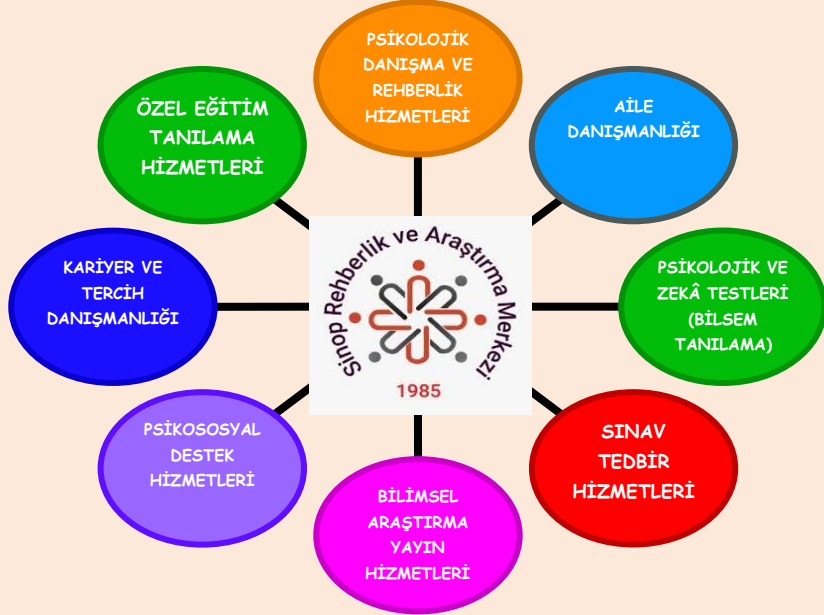 PSİKOLOJİK
DANIŞMA VE
REHBERLİK
HİZMETLERİ
AİLE
DANIŞMANLIĞI
PSİKOLOJİK VE
ZEKÂ TESTLERİ
(BİLSEM
TANILAMA)
SINAV
TEDBİR
HİZMETLERİ
BİLİMSEL
ARAŞTIRMA
YAYIN
HİZMETLERİ
PSİKOSOSYAL
DESTEK
HİZMETLERİ
KARİYER VE
TERCİH
DANIŞMANLIĞI
ÖZEL EĞİTİM
TANILAMA
HİZMETLERİ
Sinop Rehberlik ve Araştırma Merkezi
1985